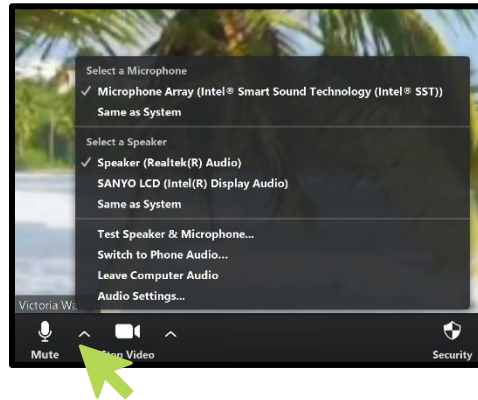 Select a Microphone
✓ Microphone Array (Intel® Smart Sound Technology (Intel® SST))
Same as System
Select a Speaker
✓ Speaker (Realtek(R) Audio)
SANYO LCD (Intel(R) Display Audio)
Same as System
Test Speaker & Microphone...
Switch to Phone Audio...
Leave Computer Audio
Audio Settings...
Victoria
Mute
Video
Security